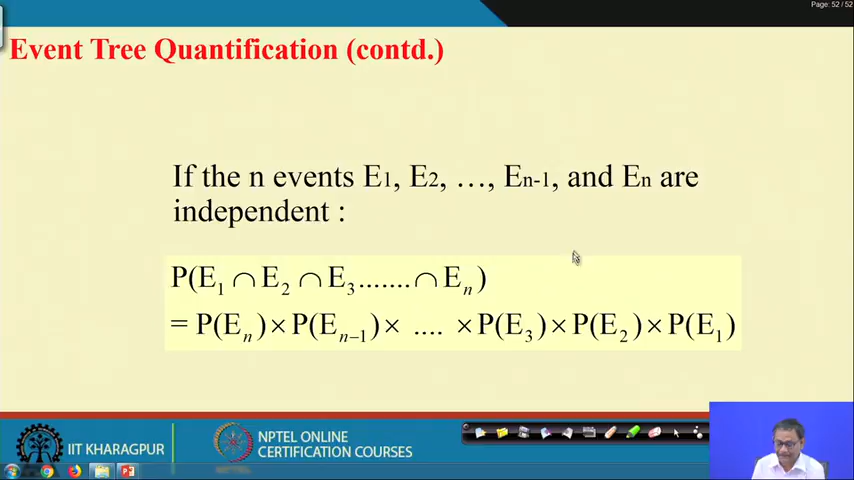 Page: 52 / 52
Event Tree Quantification (contd.)
If the n events E1, E2, …, En-1, and En are
independent :
P(E₁ ∩ E₂ ∩ E₃ ....... ∩ Eₙ)
= P(Eₙ) × P(Eₙ₋₁) × .... × P(E₃) × P(E₂) × P(E₁)
IIT KHARAGPUR
NPTEL ONLINE
CERTIFICATION COURSES